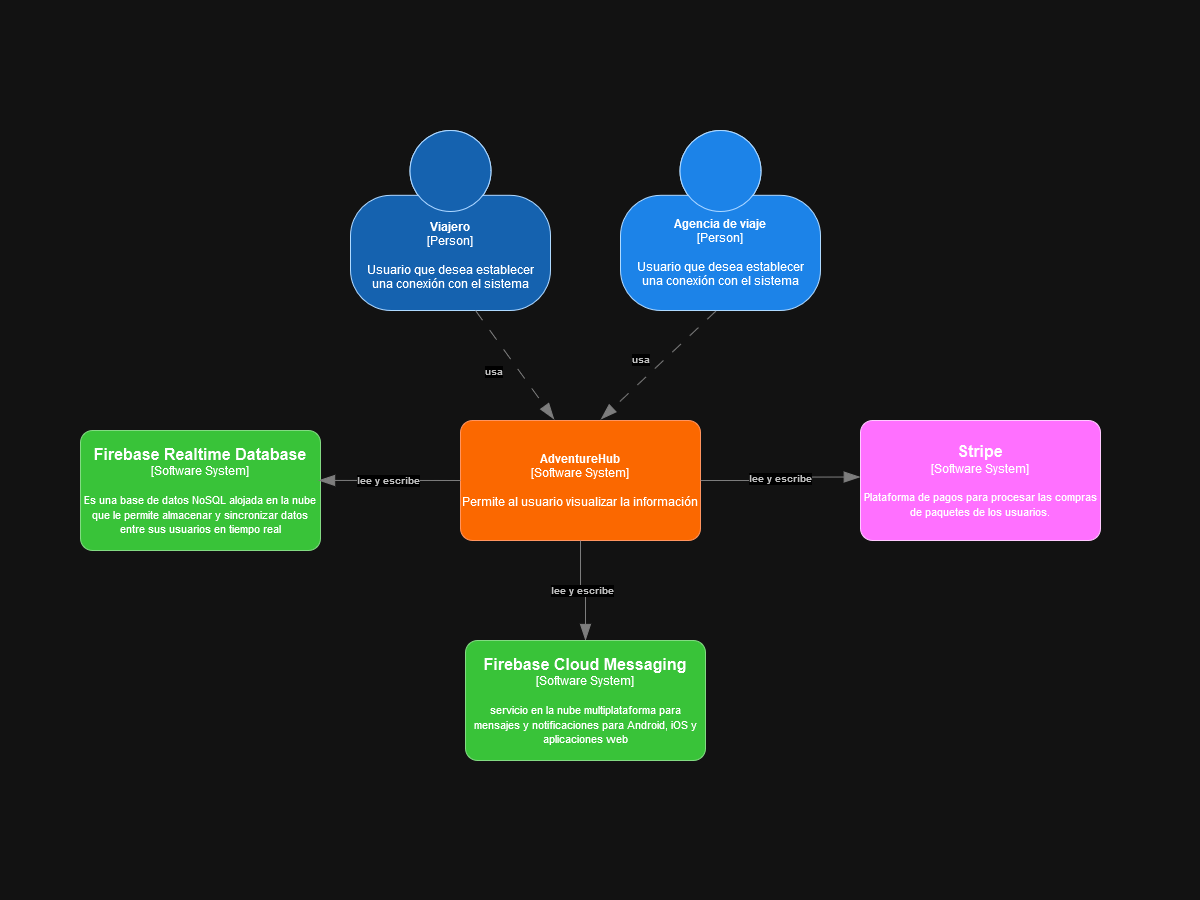 Viajero
[Person]
Usuario que desea establecer
una conexión con el sistema
Agencia de viaje
[Person]
Usuario que desea establecer
una conexión con el sistema
usa
usa
Firebase Realtime Database
[Software System]
Es una base de datos NoSQL alojada en la nube
que le permite almacenar y sincronizar datos
entre sus usuarios en tiempo real
lee y escribe
AdventureHub
[Software System]
Permite al usuario visualizar la información
lee y escribe
Stripe
[Software System]
Plataforma de pagos para procesar las compras
de paquetes de los usuarios.
lee y escribe
Firebase Cloud Messaging
[Software System]
servicio en la nube multiplataforma para
mensajes y notificaciones para Android, iOS y
aplicaciones web